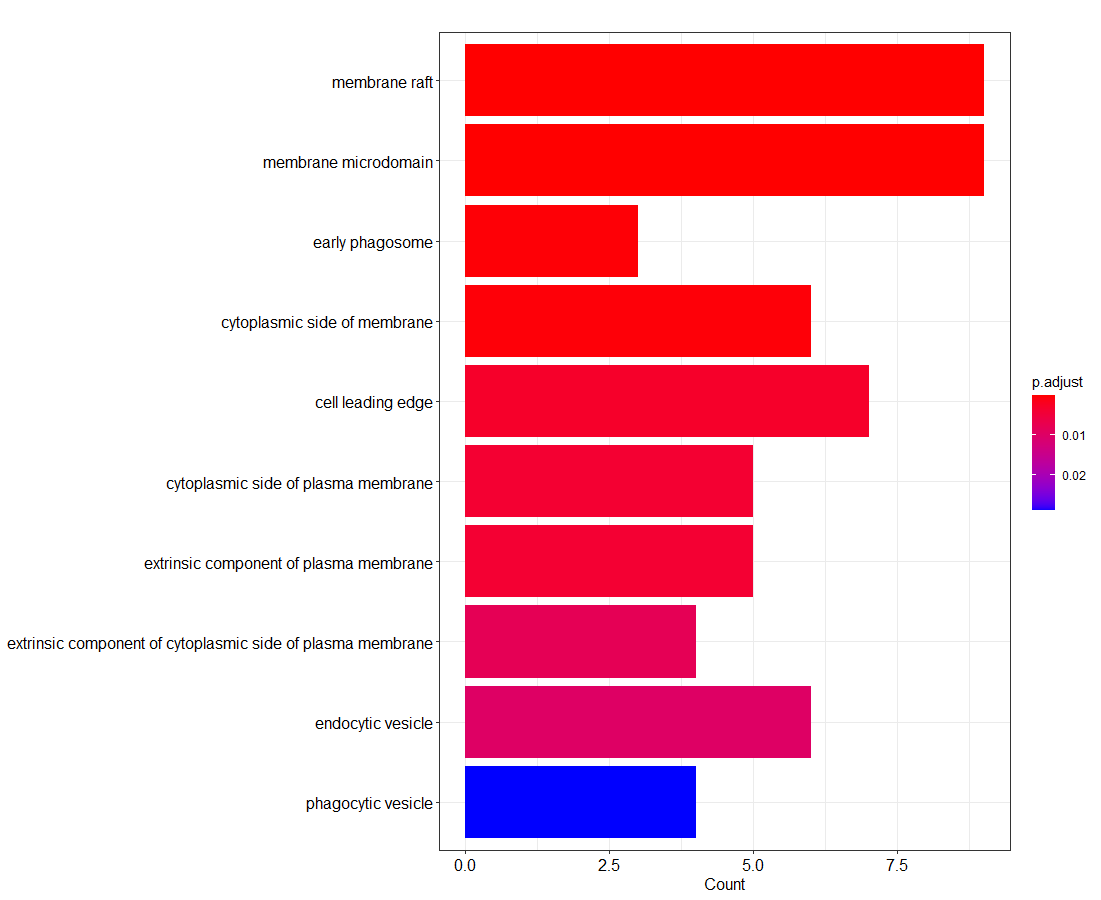 membrane raft
membrane microdomain
early phagosome
cytoplasmic side of membrane
cell leading edge
cytoplasmic side of plasma membrane
extrinsic component of plasma membrane
extrinsic component of cytoplasmic side of plasma membrane
endocytic vesicle
phagocytic vesicle
0.0 2.5 5.0 7.5
Count
p.adjust
0.01
0.02